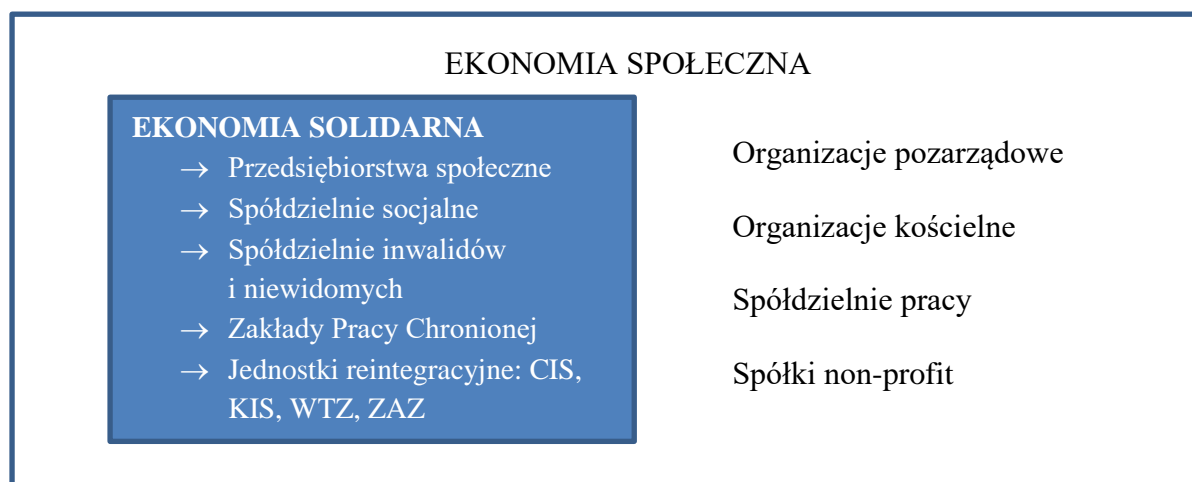 EKONOMIA SPOŁECZNA
EKONOMIA SOLIDARNA
→ Przedsiębiorstwa społeczne
→ Spółdzielnie socjalne
→ Spółdzielnie inwalidów
i niewidomych
→ Zakłady Pracy Chronionej
→ Jednostki reintegracyjne: CIS,
KIS, WTZ, ZAZ
Organizacje pozarządowe
Organizacje kościelne
Spółdzielnie pracy
Spółki non-profit